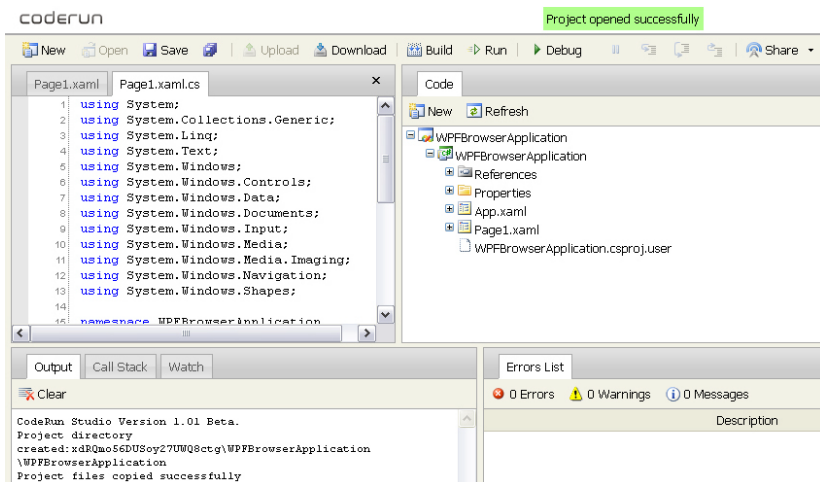 coderun
Project opened successfully
New Open Save Upload Download Build Run Debug Share
Page1.xaml Page1.xaml.cs x
1 using System;
2 using System.Collections.Generic;
3 using System.Linq;
4 using System.Text;
5 using System.Windows;
6 using System.Windows.Controls;
7 using System.Windows.Data;
8 using System.Windows.Documents;
9 using System.Windows.Input;
10 using System.Windows.Media;
11 using System.Windows.Media.Imaging;
12 using System.Windows.Navigation;
13 using System.Windows.Shapes;
14
15 namespace WPFBrowserApplication
Code
New Refresh
WPFBrowserApplication
WPFBrowserApplication
References
Properties
App.xaml
Page1.xaml
WPFBrowserApplication.csproj.user
Output Call Stack Watch
Clear
CodeRun Studio Version 1.01 Beta.
Project directory
created:xdRQmo56DUSoy27UWQ8ctg\WPFBrowserApplication
\WPFBrowserApplication
Project files copied successfully
Errors List
0 Errors 0 Warnings 0 Messages
Description